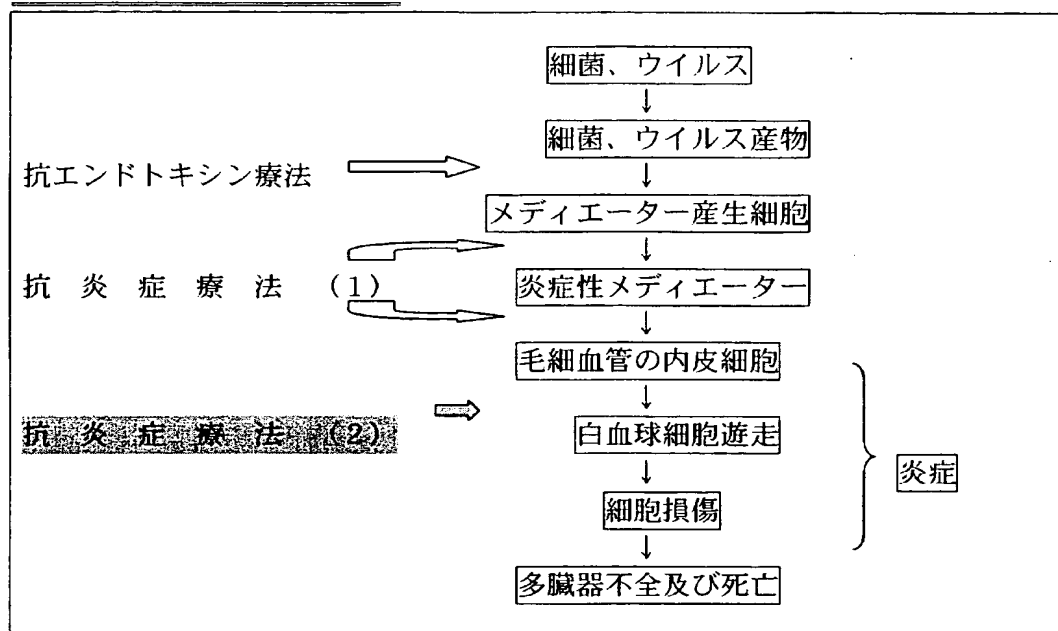 細菌、ウイルス
↓
細菌、ウイルス産物
抗エンドトキシン療法
↓
メディエーター産生細胞
↓
抗炎症療法 (1)
炎症性メディエーター
↓
毛細血管の内皮細胞
↓
抗炎症療法 (2)
白血球細胞遊走
↓
細胞損傷
炎症
↓
多臓器不全及び死亡